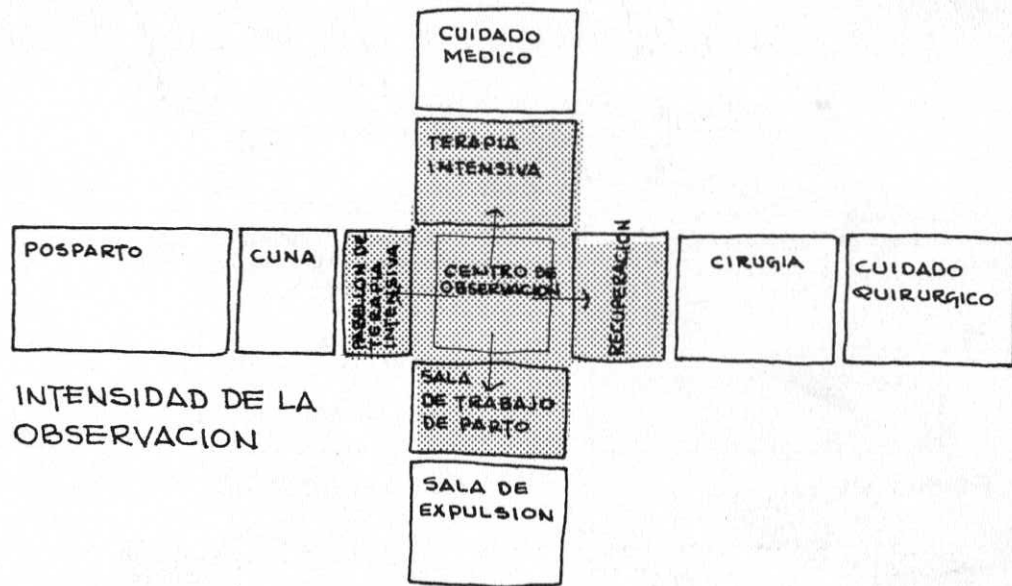 CUIDADO
MEDICO
TERAPIA
INTENSIVA
POSPARTO
CUNA
PABELLON DE
TERAPIA
INTENSIVA
CENTRO DE
OBSERVACION
RECUPERACION
CIRUGIA
CUIDADO
QUIRURGICO
SALA
DE TRABAJO
DE PARTO
INTENSIDAD DE LA
OBSERVACION
SALA DE
EXPULSION